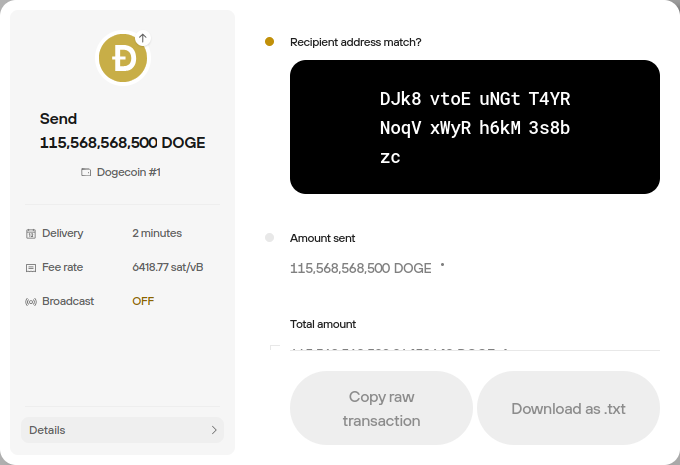 Send
115,568,568,500 DOGE
Dogecoin #1
Delivery 2 minutes
Fee rate 6418.77 sat/vB
Broadcast OFF
Details
Recipient address match?
DJk8 vtoE uNGt T4YR
NoqV xWyR h6kM 3s8b
zc
Amount sent
115,568,568,500 DOGE
Total amount
Copy raw
transaction
Download as .txt